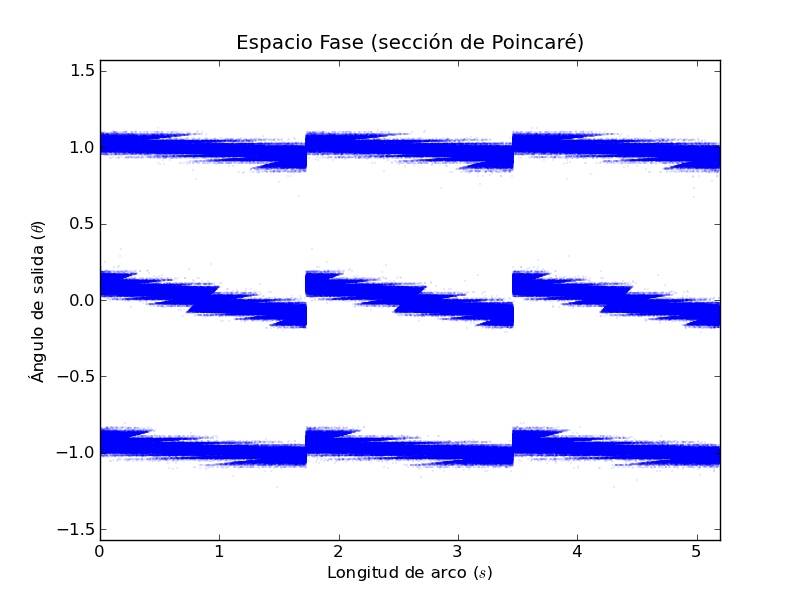 Espacio Fase (sección de Poincaré)
1.5
1.0
0.5
0.0
−0.5
−1.0
−1.5
Ángulo de salida (θ)
0 1 2 3 4 5
Longitud de arco (s)